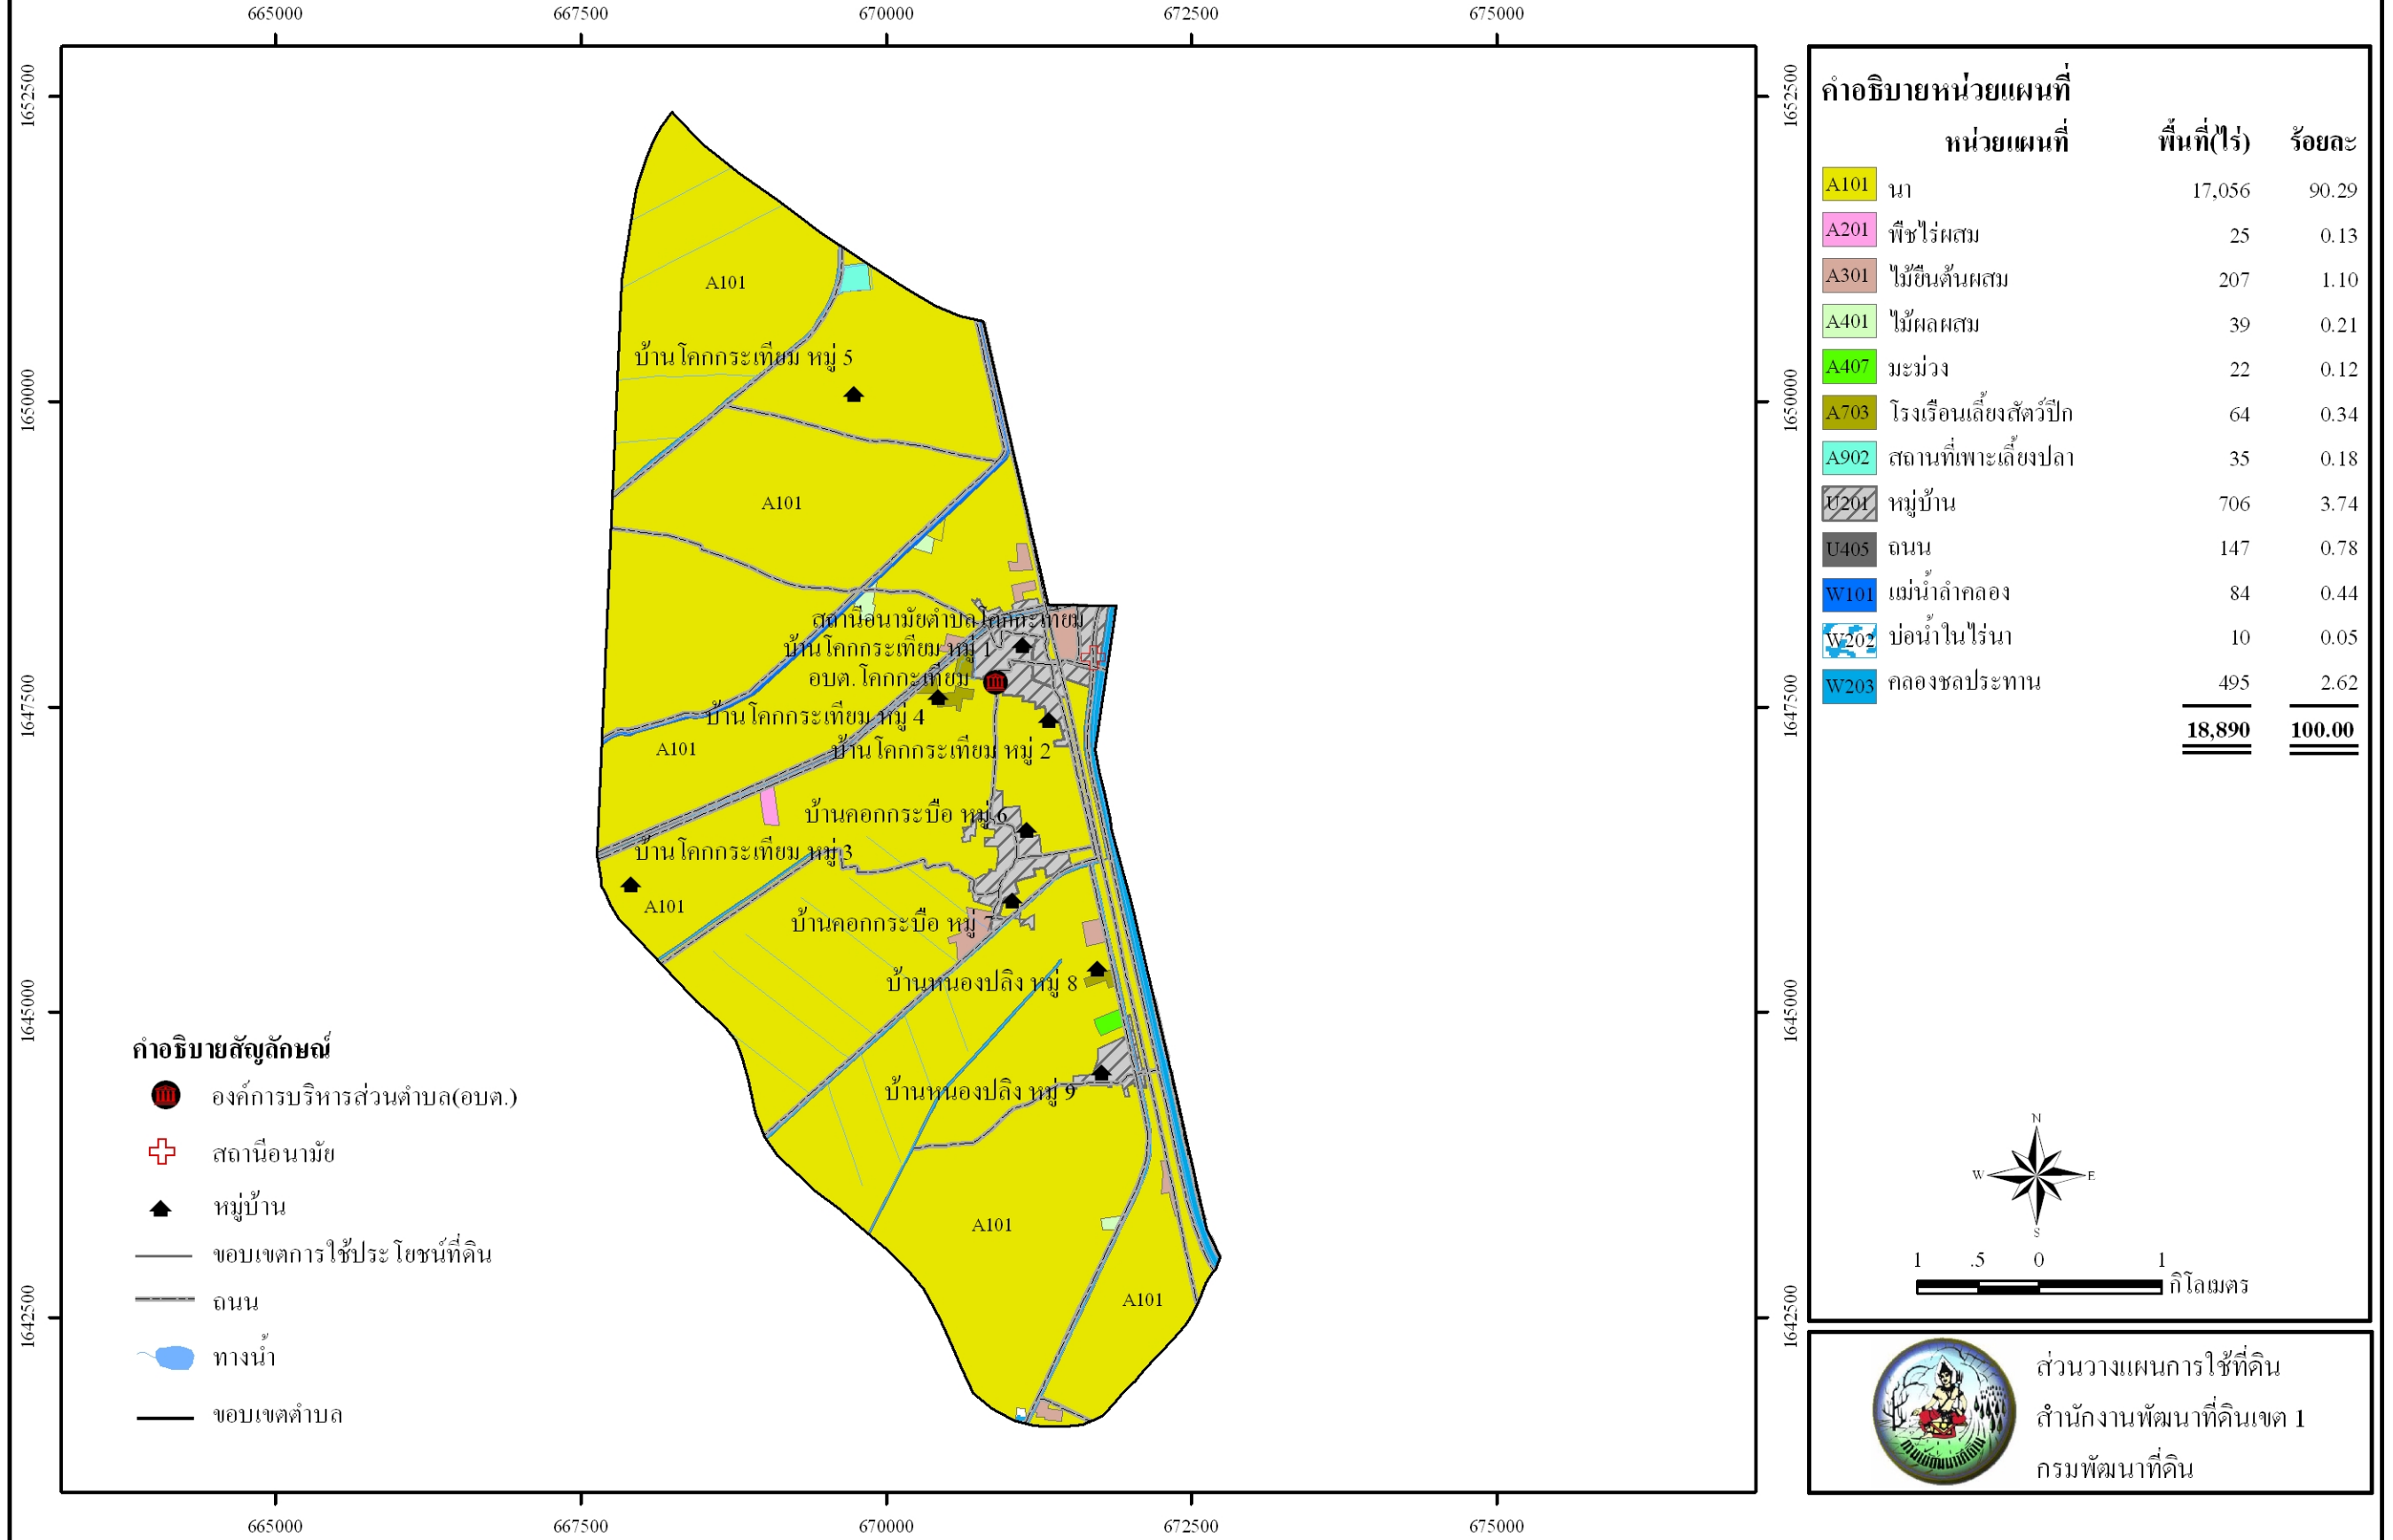 665000 667500 670000 672500 675000
1652500 1652500
1650000 1650000
1647500 1647500
1645000 1645000
1642500 1642500
A101
บ้านโคกกระเทียม หมู่ 5
A101
สถานีอนามัยตำบลโคกกะเทียม
บ้านโคกกระเทียม หมู่ 1
อบต.โคกกะเทียม
บ้านโคกกระเทียม หมู่ 4
A101
บ้านโคกกระเทียม หมู่ 2
บ้านคอกกระบือ หมู่ 6
บ้านโคกกระเทียม หมู่ 3
A101
บ้านคอกกระบือ หมู่ 7
บ้านหนองปลิง หมู่ 8
บ้านหนองปลิง หมู่ 9
A101
A101
คำอธิบายสัญลักษณ์
องค์การบริหารส่วนตำบล(อบต.)
สถานีอนามัย
หมู่บ้าน
ขอบเขตการใช้ประโยชน์ที่ดิน
ถนน
ทางน้ำ
ขอบเขตตำบล
665000 667500 670000 672500 675000
คำอธิบายหน่วยแผนที่
หน่วยแผนที่ พื้นที่(ไร่) ร้อยละ
A101 นา 17,056 90.29
A201 พืชไร่ผสม 25 0.13
A301 ไม้ยืนต้นผสม 207 1.10
A401 ไม้ผลผสม 39 0.21
A407 มะม่วง 22 0.12
A703 โรงเรือนเลี้ยงสัตว์ปีก 64 0.34
A902 สถานที่เพาะเลี้ยงปลา 35 0.18
U201 หมู่บ้าน 706 3.74
U405 ถนน 147 0.78
W101 แม่น้ำลำคลอง 84 0.44
W202 บ่อน้ำในไร่นา 10 0.05
W203 คลองชลประทาน 495 2.62
18,890 100.00
N
W E
S
1 .5 0 1
กิโลเมตร
ส่วนวางแผนการใช้ที่ดิน
สำนักงานพัฒนาที่ดินเขต 1
กรมพัฒนาที่ดิน
กรมพัฒนาที่ดิน